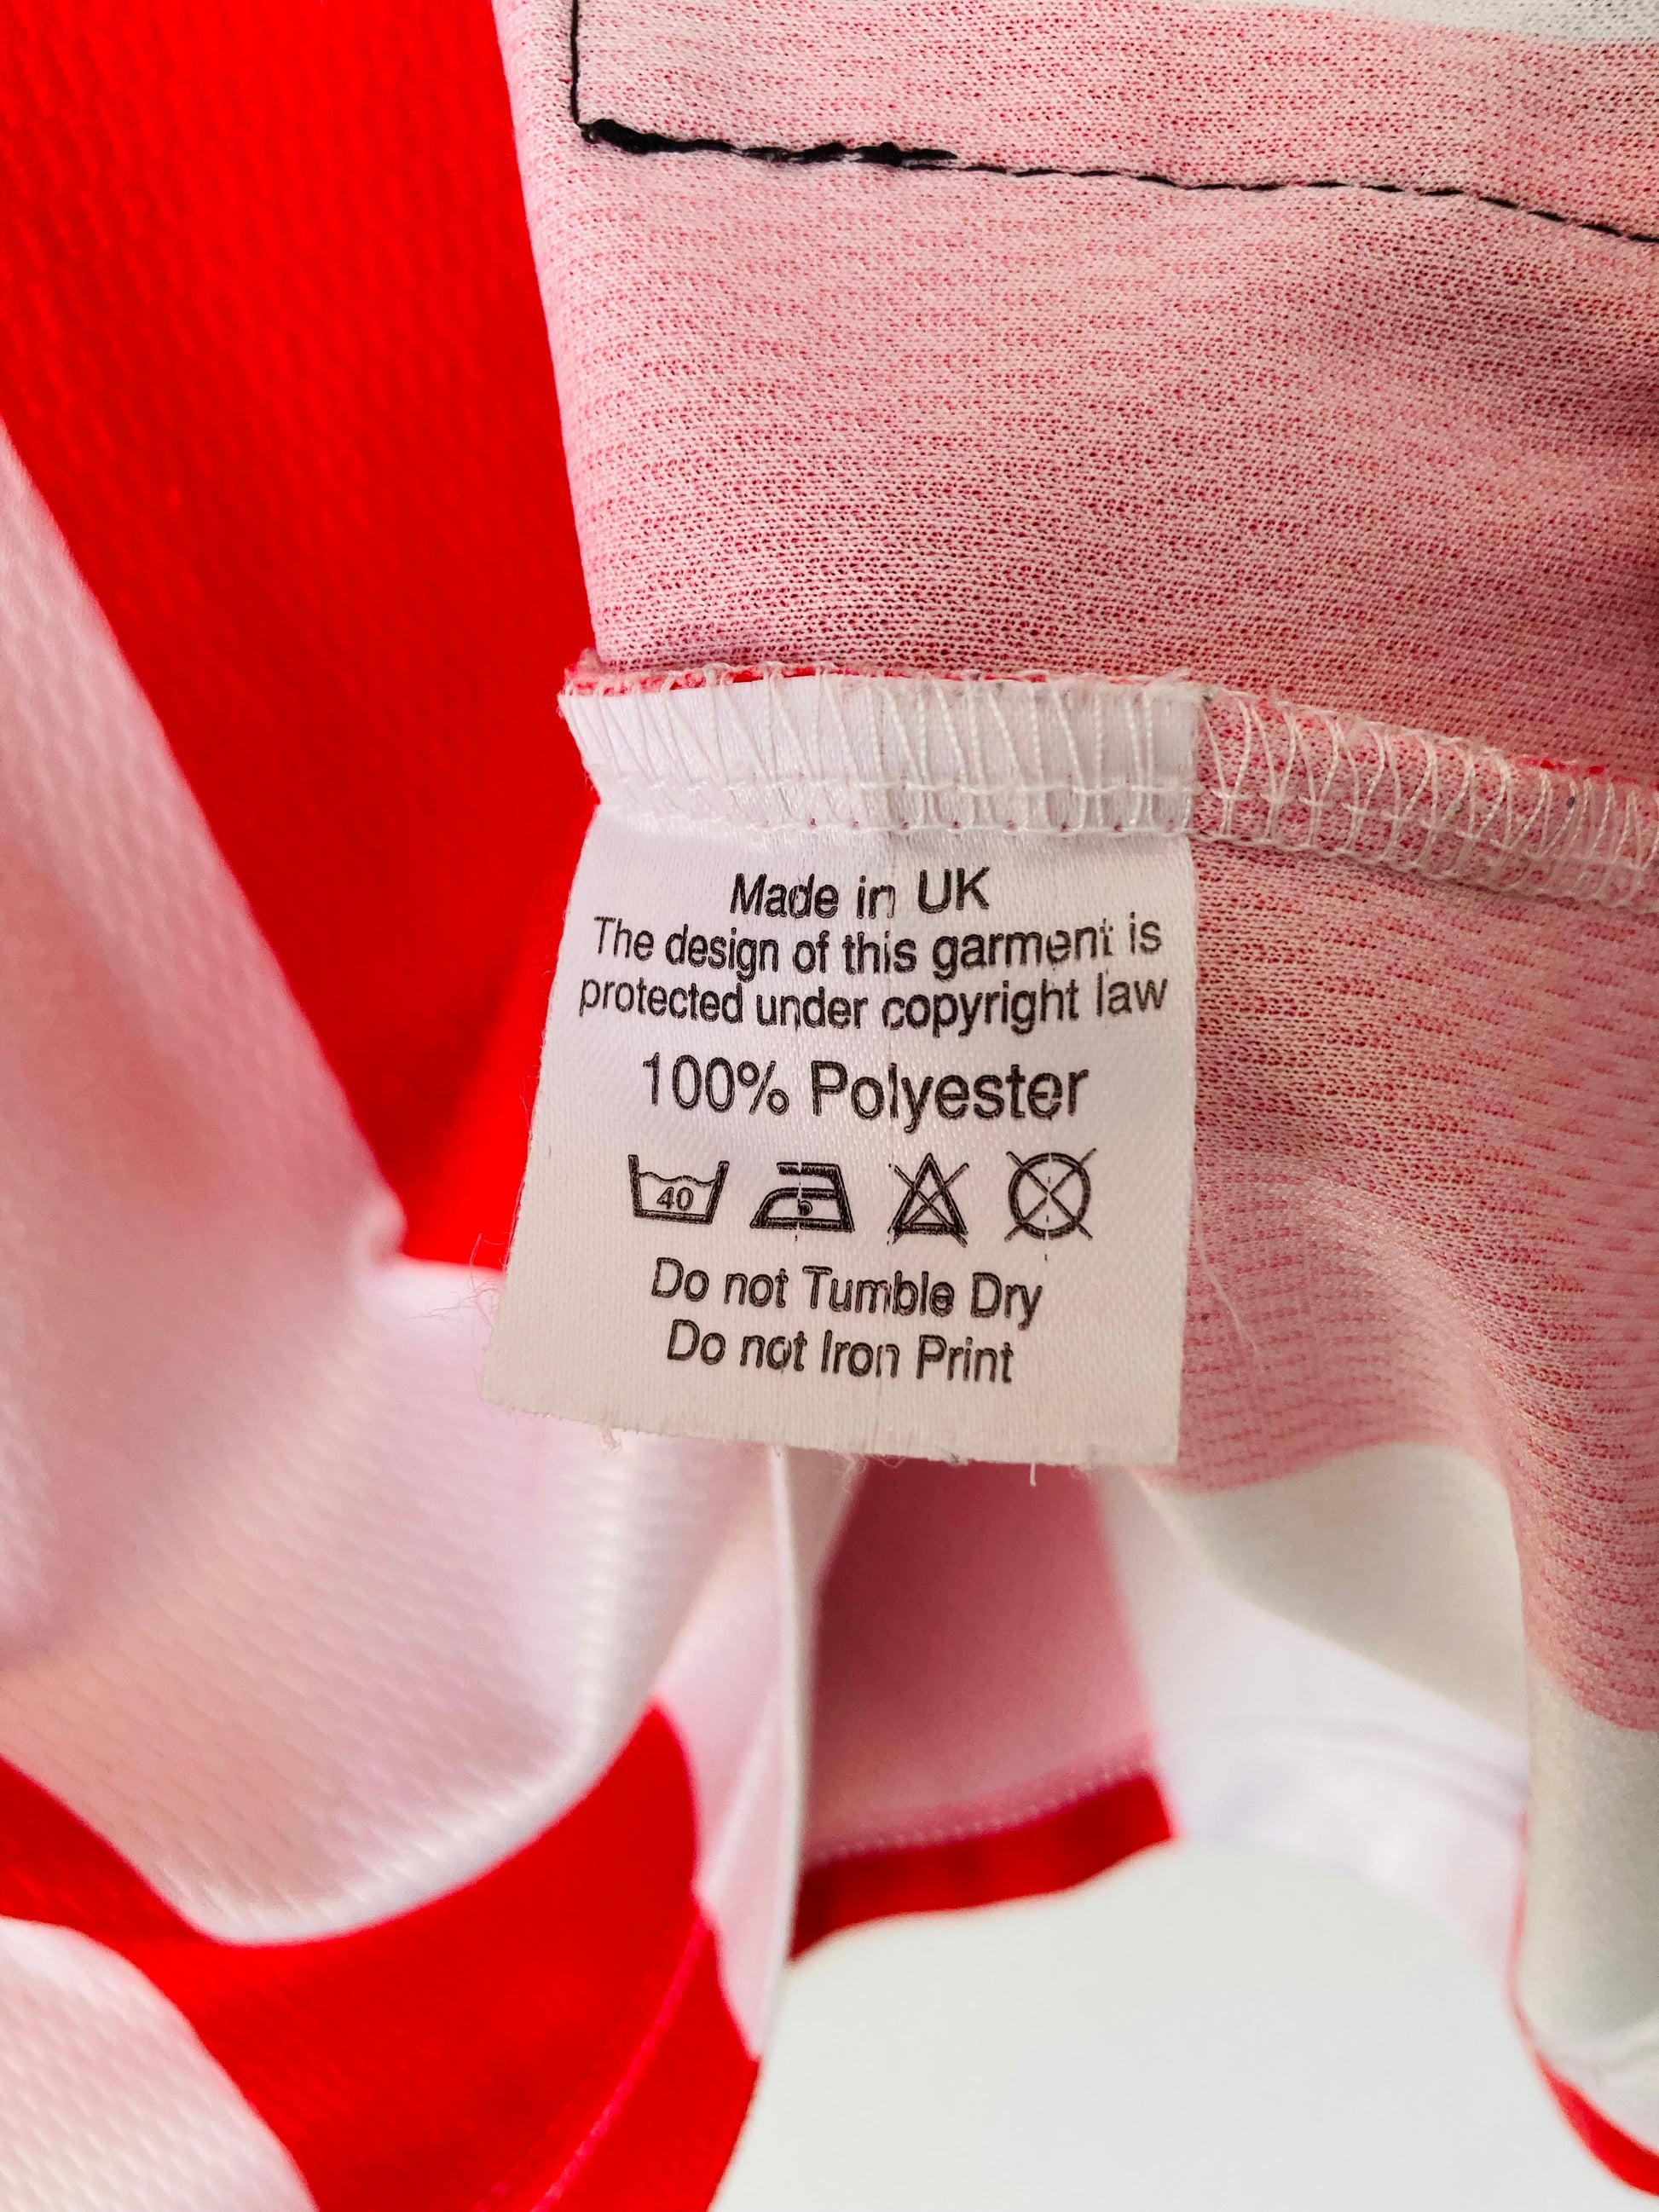 Made in UK
The design of this garment is
protected under copyright law
100% Polyester
40
Do not Tumble Dry
Do not Iron Print